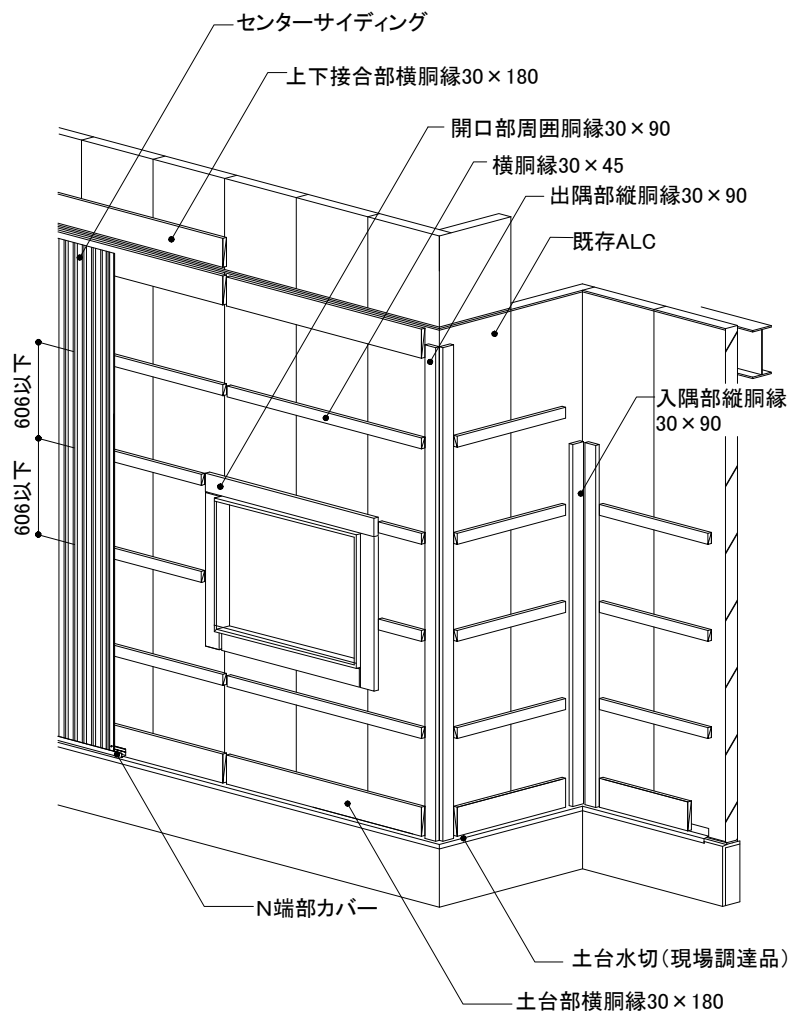 センターサイディング
上下接合部横胴縁30×180
開口部周囲胴縁30×90
横胴縁30×45
出隅部縦胴縁30×90
既存ALC
入隅部縦胴縁
30×90
606以下
606以下
N端部カバー
土台水切(現場調達品)
土台部横胴縁30×180